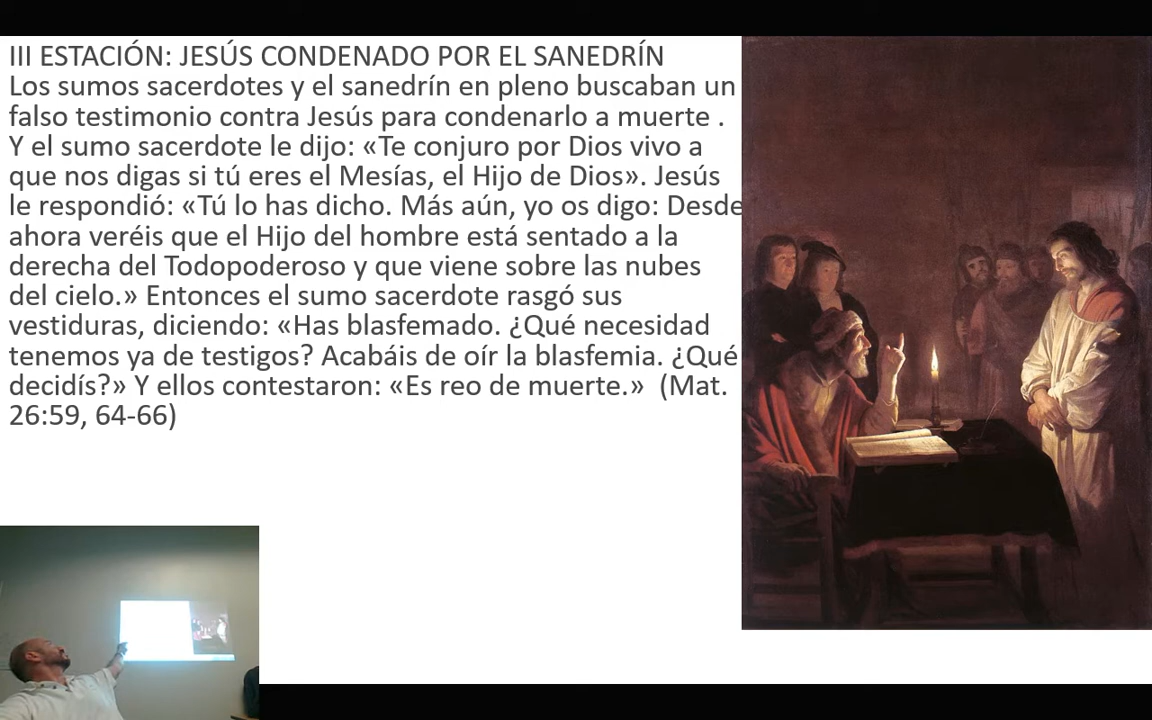 III ESTACIÓN: JESÚS CONDENADO POR EL SANEDRÍN
Los sumos sacerdotes y el sanedrín en pleno buscaban un
falso testimonio contra Jesús para condenarlo a muerte .
Y el sumo sacerdote le dijo: «Te conjuro por Dios vivo a
que nos digas si tú eres el Mesías, el Hijo de Dios». Jesús
le respondió: «Tú lo has dicho. Más aún, yo os digo: Desde
ahora veréis que el Hijo del hombre está sentado a la
derecha del Todopoderoso y que viene sobre las nubes
del cielo.» Entonces el sumo sacerdote rasgó sus
vestiduras, diciendo: «Has blasfemado. ¿Qué necesidad
tenemos ya de testigos? Acabáis de oír la blasfemia. ¿Qué
decidís?» Y ellos contestaron: «Es reo de muerte.»  (Mat.
26:59, 64-66)